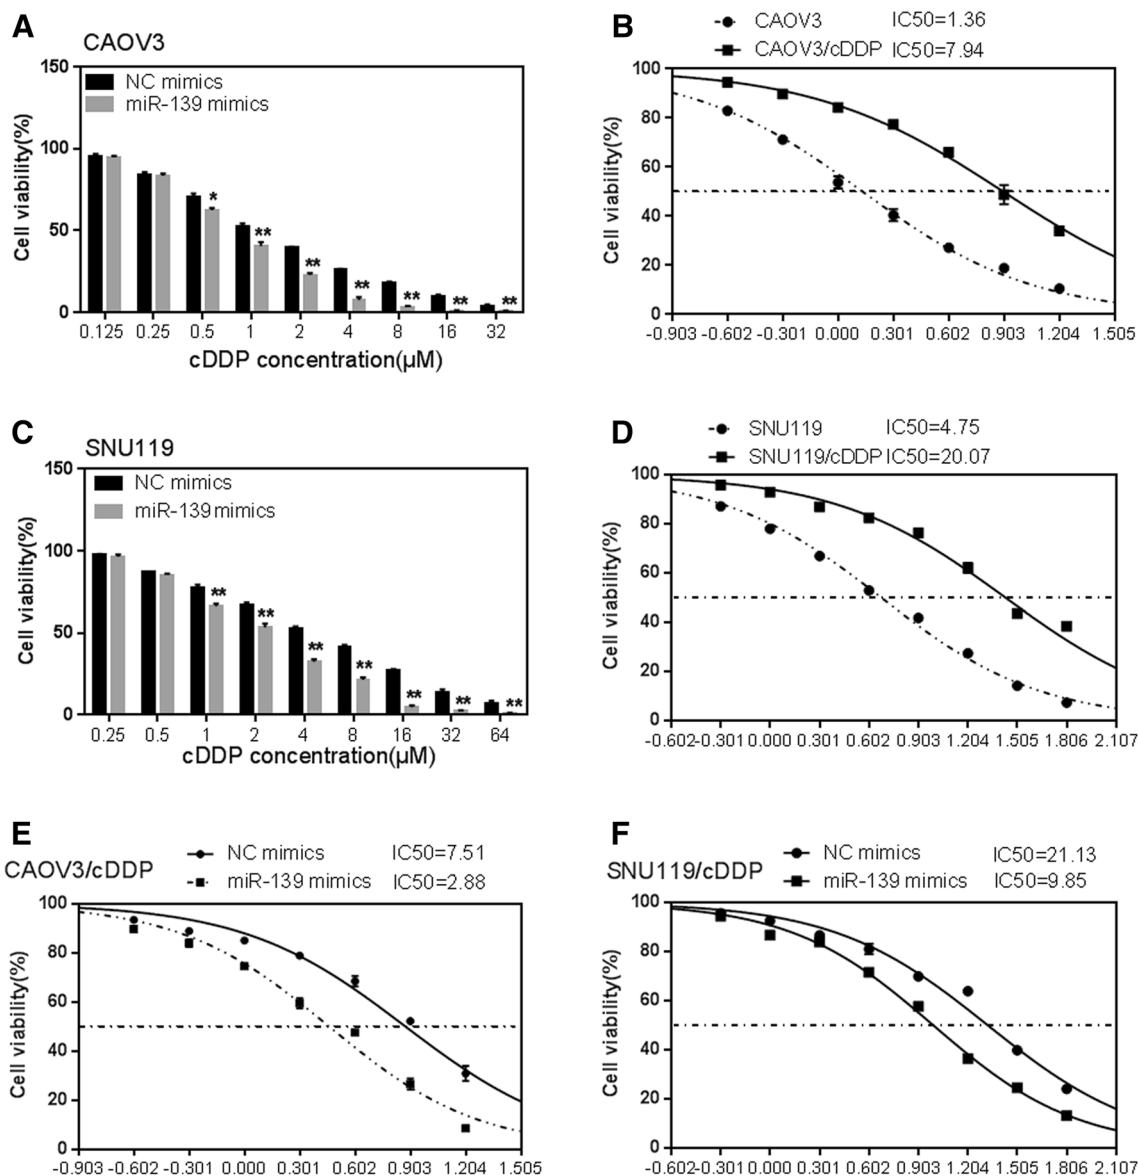 A
CAOV3
NC mimics
miR-139 mimics
Cell viability(%)
150
100
50
0
* ** ** ** ** ** **
0.125 0.25 0.5 1 2 4 8 16 32
cDDP concentration(µM)
B
CAOV3 IC50=1.36
CAOV3/cDDP IC50=7.94
Cell viability(%)
100
80
60
40
20
0
-0.903 -0.602 -0.301 0.000 0.301 0.602 0.903 1.204 1.505
C
SNU119
NC mimics
miR-139 mimics
Cell viability(%)
150
100
50
0
** ** ** ** ** ** **
0.25 0.5 1 2 4 8 16 32 64
cDDP concentration(µM)
D
SNU119 IC50=4.75
SNU119/cDDP IC50=20.07
Cell viability(%)
100
80
60
40
20
0
-0.602 -0.301 0.000 0.301 0.602 0.903 1.204 1.505 1.806 2.107
E
CAOV3/cDDP
NC mimics IC50=7.51
miR-139 mimics IC50=2.88
Cell viability(%)
100
80
60
40
20
0
-0.903 -0.602 -0.301 0.000 0.301 0.602 0.903 1.204 1.505
F
SNU119/cDDP
NC mimics IC50=21.13
miR-139 mimics IC50=9.85
Cell viability(%)
100
80
60
40
20
0
-0.602 -0.301 0.000 0.301 0.602 0.903 1.204 1.505 1.806 2.107